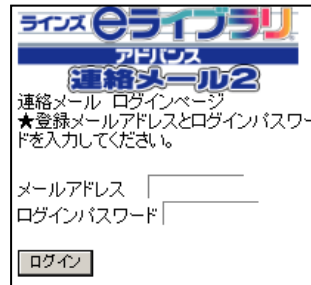 ラインズ eライブラリ
アドバンス
連絡メール2
連絡メール ログインページ
★登録メールアドレスとログインパスワー
ドを入力してください。
メールアドレス
ログインパスワード
ログイン